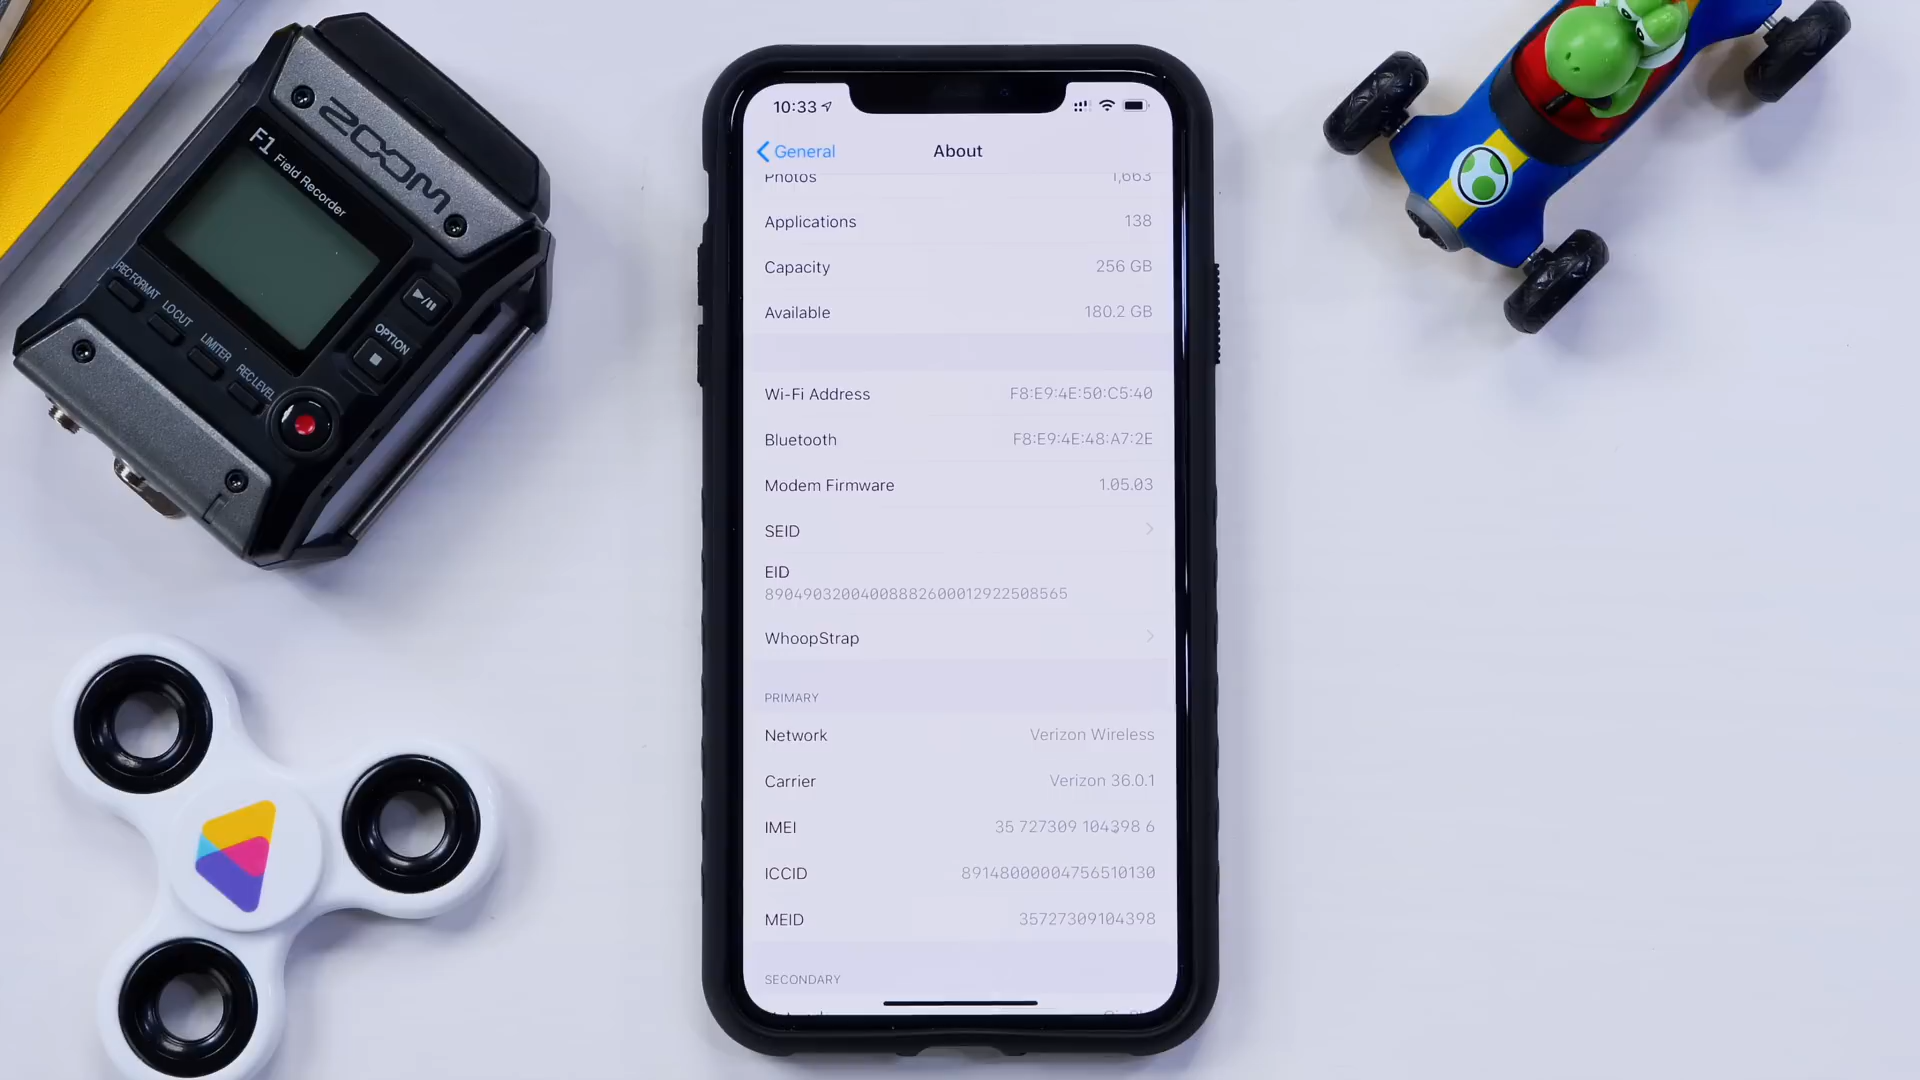 ZOOM
F1 Field Recorder
REC FORMAT
LO CUT
LIMITER
REC LEVEL
OPTION
10:33
General
About
Photos 1,663
Applications 138
Capacity 256 GB
Available 180.2 GB
Wi-Fi Address F8:E9:4E:50:C5:40
Bluetooth F8:E9:4E:48:A7:2E
Modem Firmware 1.05.03
SEID
EID
89049032004008882600012922508565
WhoopStrap
PRIMARY
Network Verizon Wireless
Carrier Verizon 36.0.1
IMEI 35 727309 104398 6
ICCID 89148000004756510130
MEID 35727309104398
SECONDARY